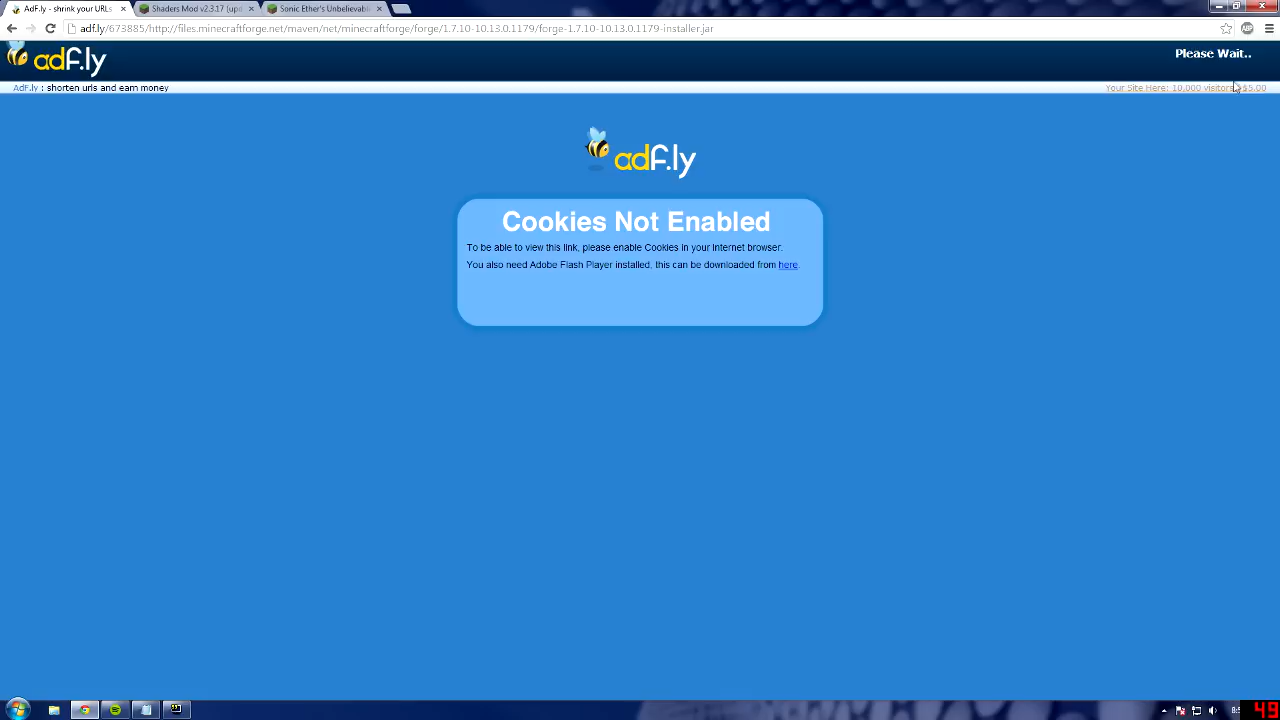 AdF.ly - shrink your URLs
Shaders Mod v2.3.17 (upd
Sonic Ether's Unbelievabl
adf.ly/673885/http://files.minecraftforge.net/maven/net/minecraftforge/forge/1.7.10-10.13.0.1179/forge-1.7.10-10.13.0.1179-installer.jar
ABP
adf.ly
Please Wait..
AdF.ly : shorten urls and earn money
Your Site Here: 10,000 visitors $5.00
adf.ly
Cookies Not Enabled
To be able to view this link, please enable Cookies in your Internet browser.
You also need Adobe Flash Player installed, this can be downloaded from here.
49